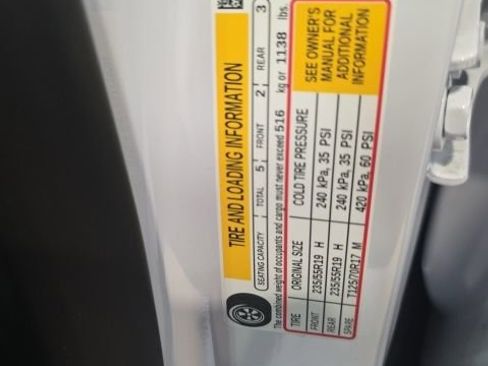 TIRE AND LOADING INFORMATION
SEATING CAPACITY TOTAL 5 FRONT 2 REAR 3
The combined weight of occupants and cargo must never exceed 516 kg or 1138 lbs.
TIRE ORIGINAL SIZE COLD TIRE PRESSURE
FRONT 235/55R19 H 240 kPa, 35 PSI
REAR 235/55R19 H 240 kPa, 35 PSI
SPARE T125/70R17 M 420 kPa, 60 PSI
SEE OWNER'S
MANUAL FOR
ADDITIONAL
INFORMATION